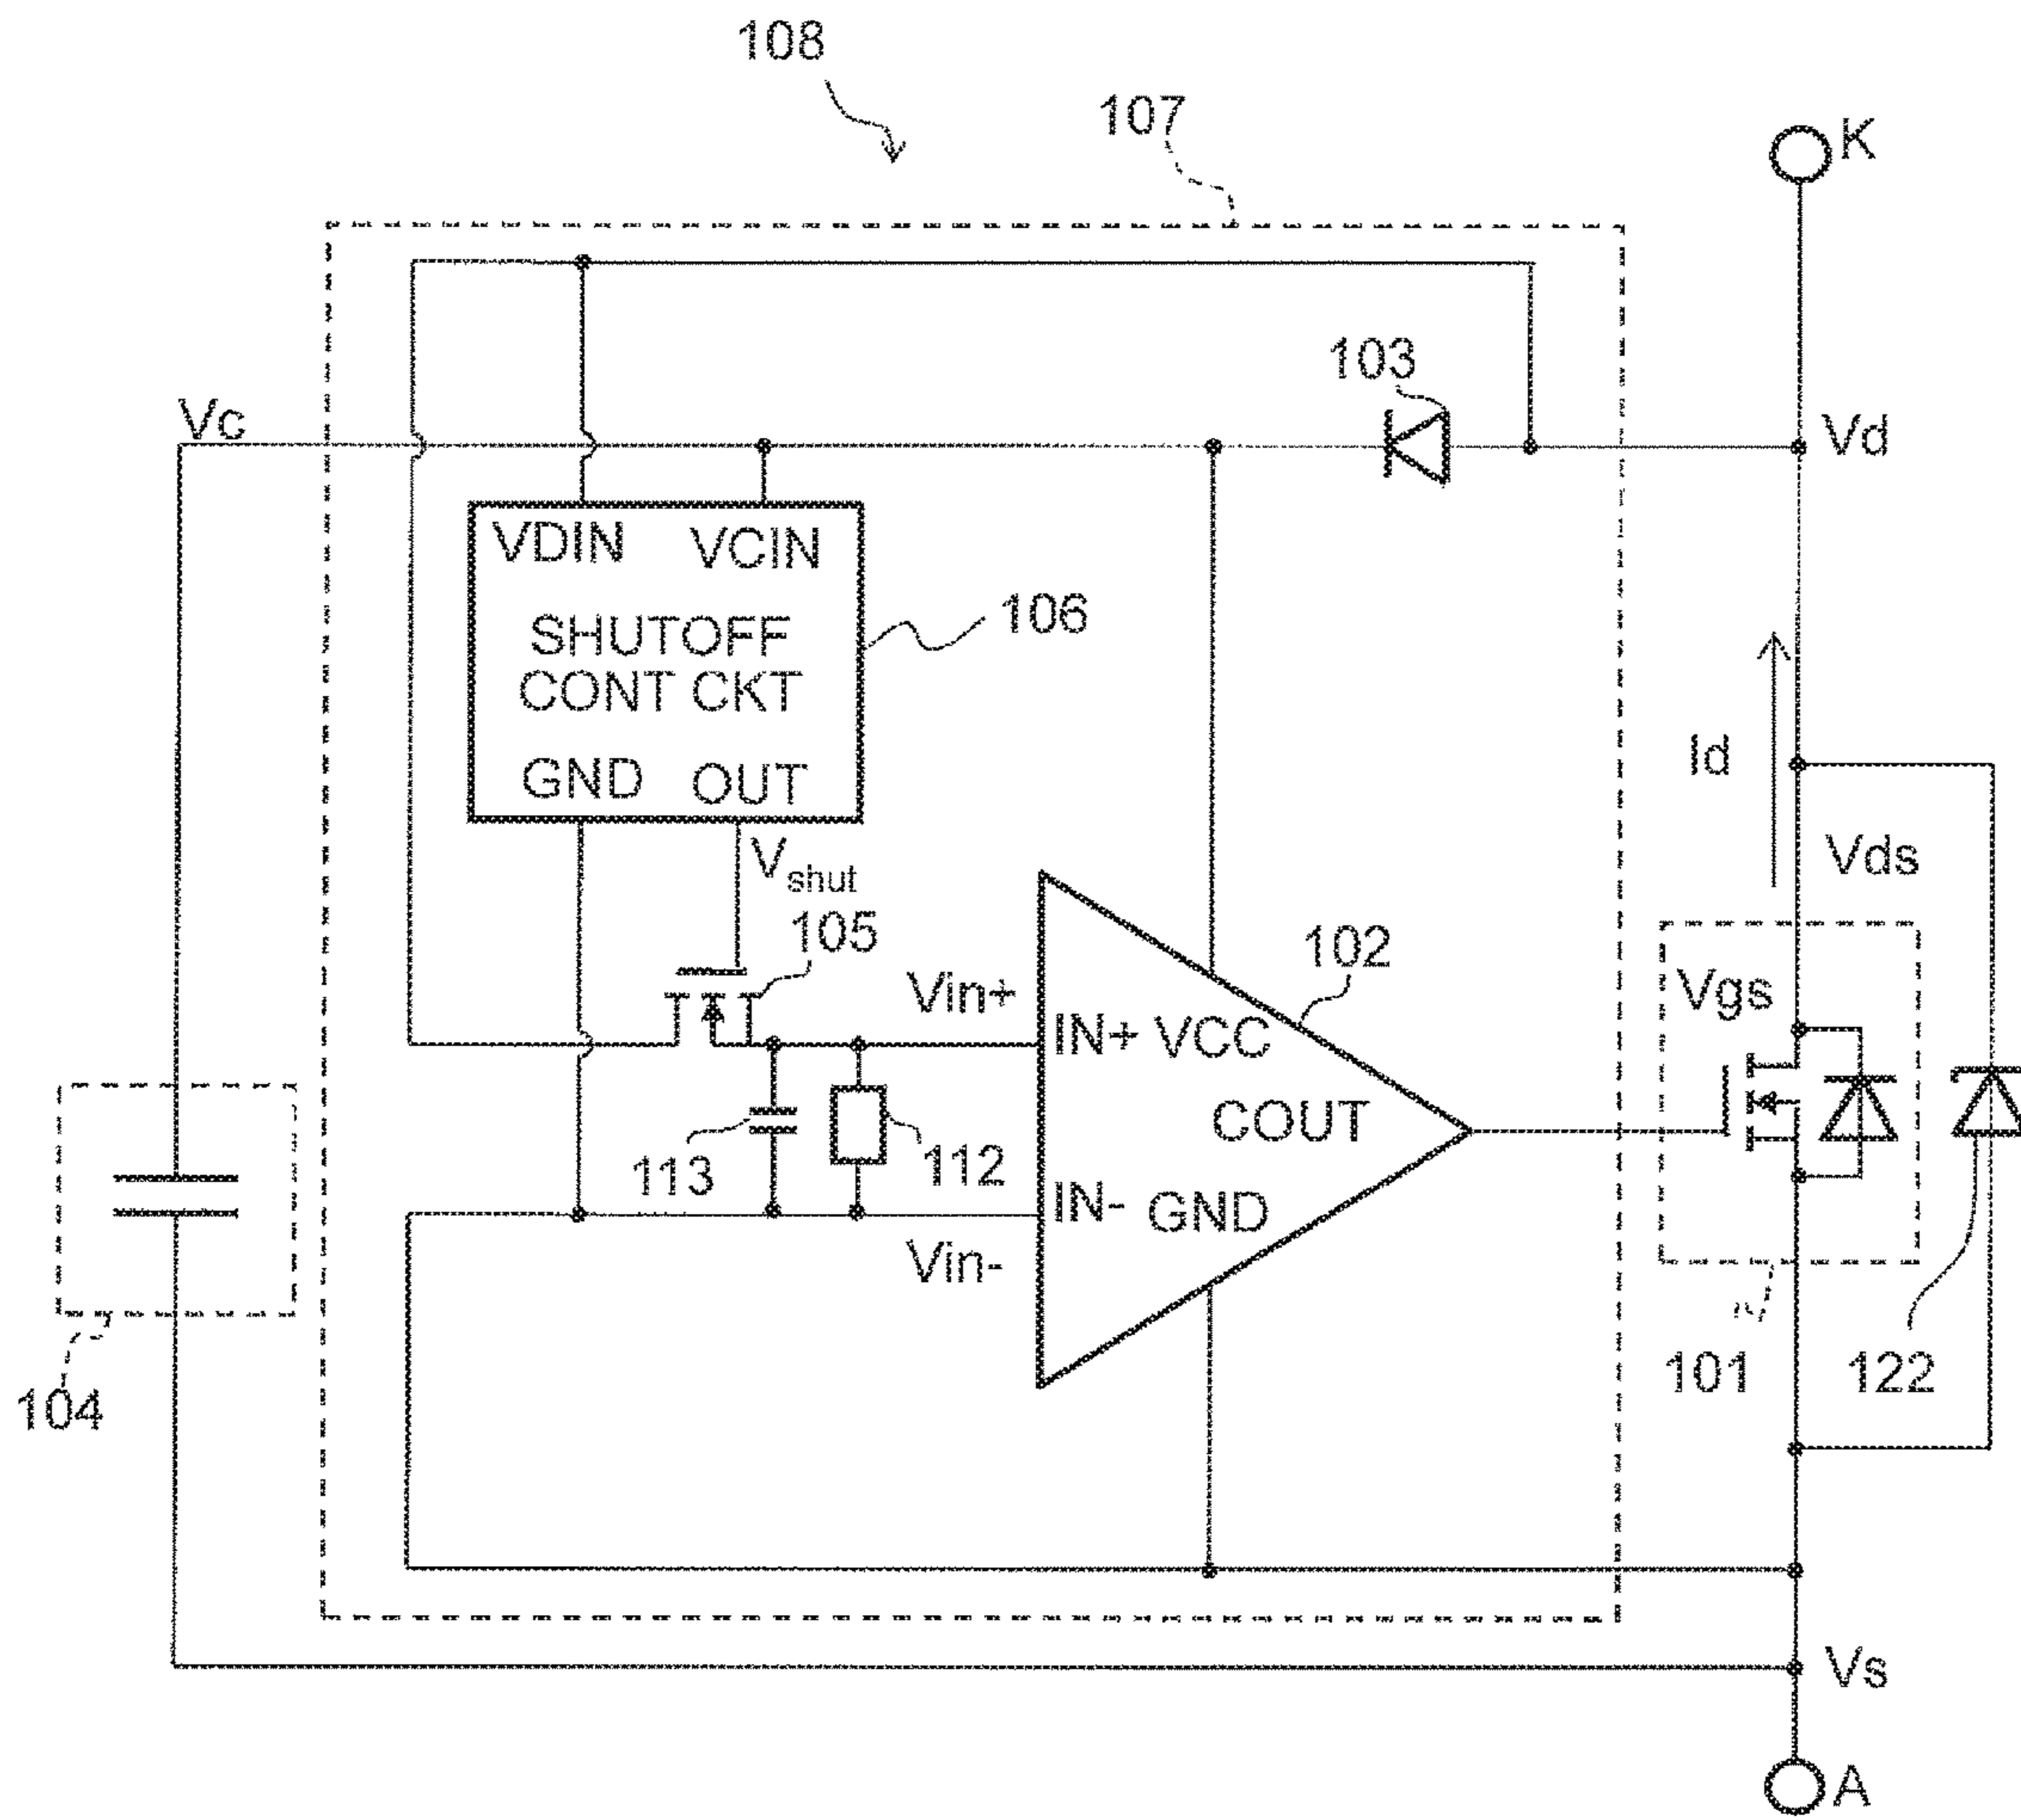 108
107
K
103
Vc
Vd
VDIN VCIN
SHUTOFF
CONT CKT
GND OUT
106
Id
Vshut
105
Vds
102
Vin+
Vgs
IN+ VCC
COUT
113
112
IN- GND
Vin-
104
101
122
Vs
A